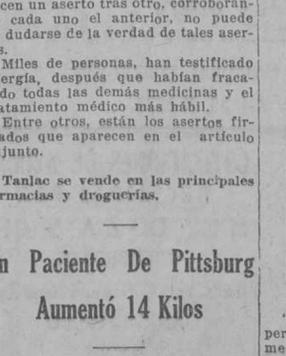 cen un aserto tras otro, corroboran-
cada uno el anterior, no puede
dudarse de la verdad de tales aser-
s.
Miles de personas, han testificado
ergía, después que habían fraca-
do todas las demás medicinas y el
atamiento médico más hábil.
Entre otros, están los asertos fir-
ados que aparecen en el artículo
junto.
Tanlac se vende en las principales
rmacias y droguerías.
n Paciente De Pittsburg
Aumentó 14 Kilos
per
me